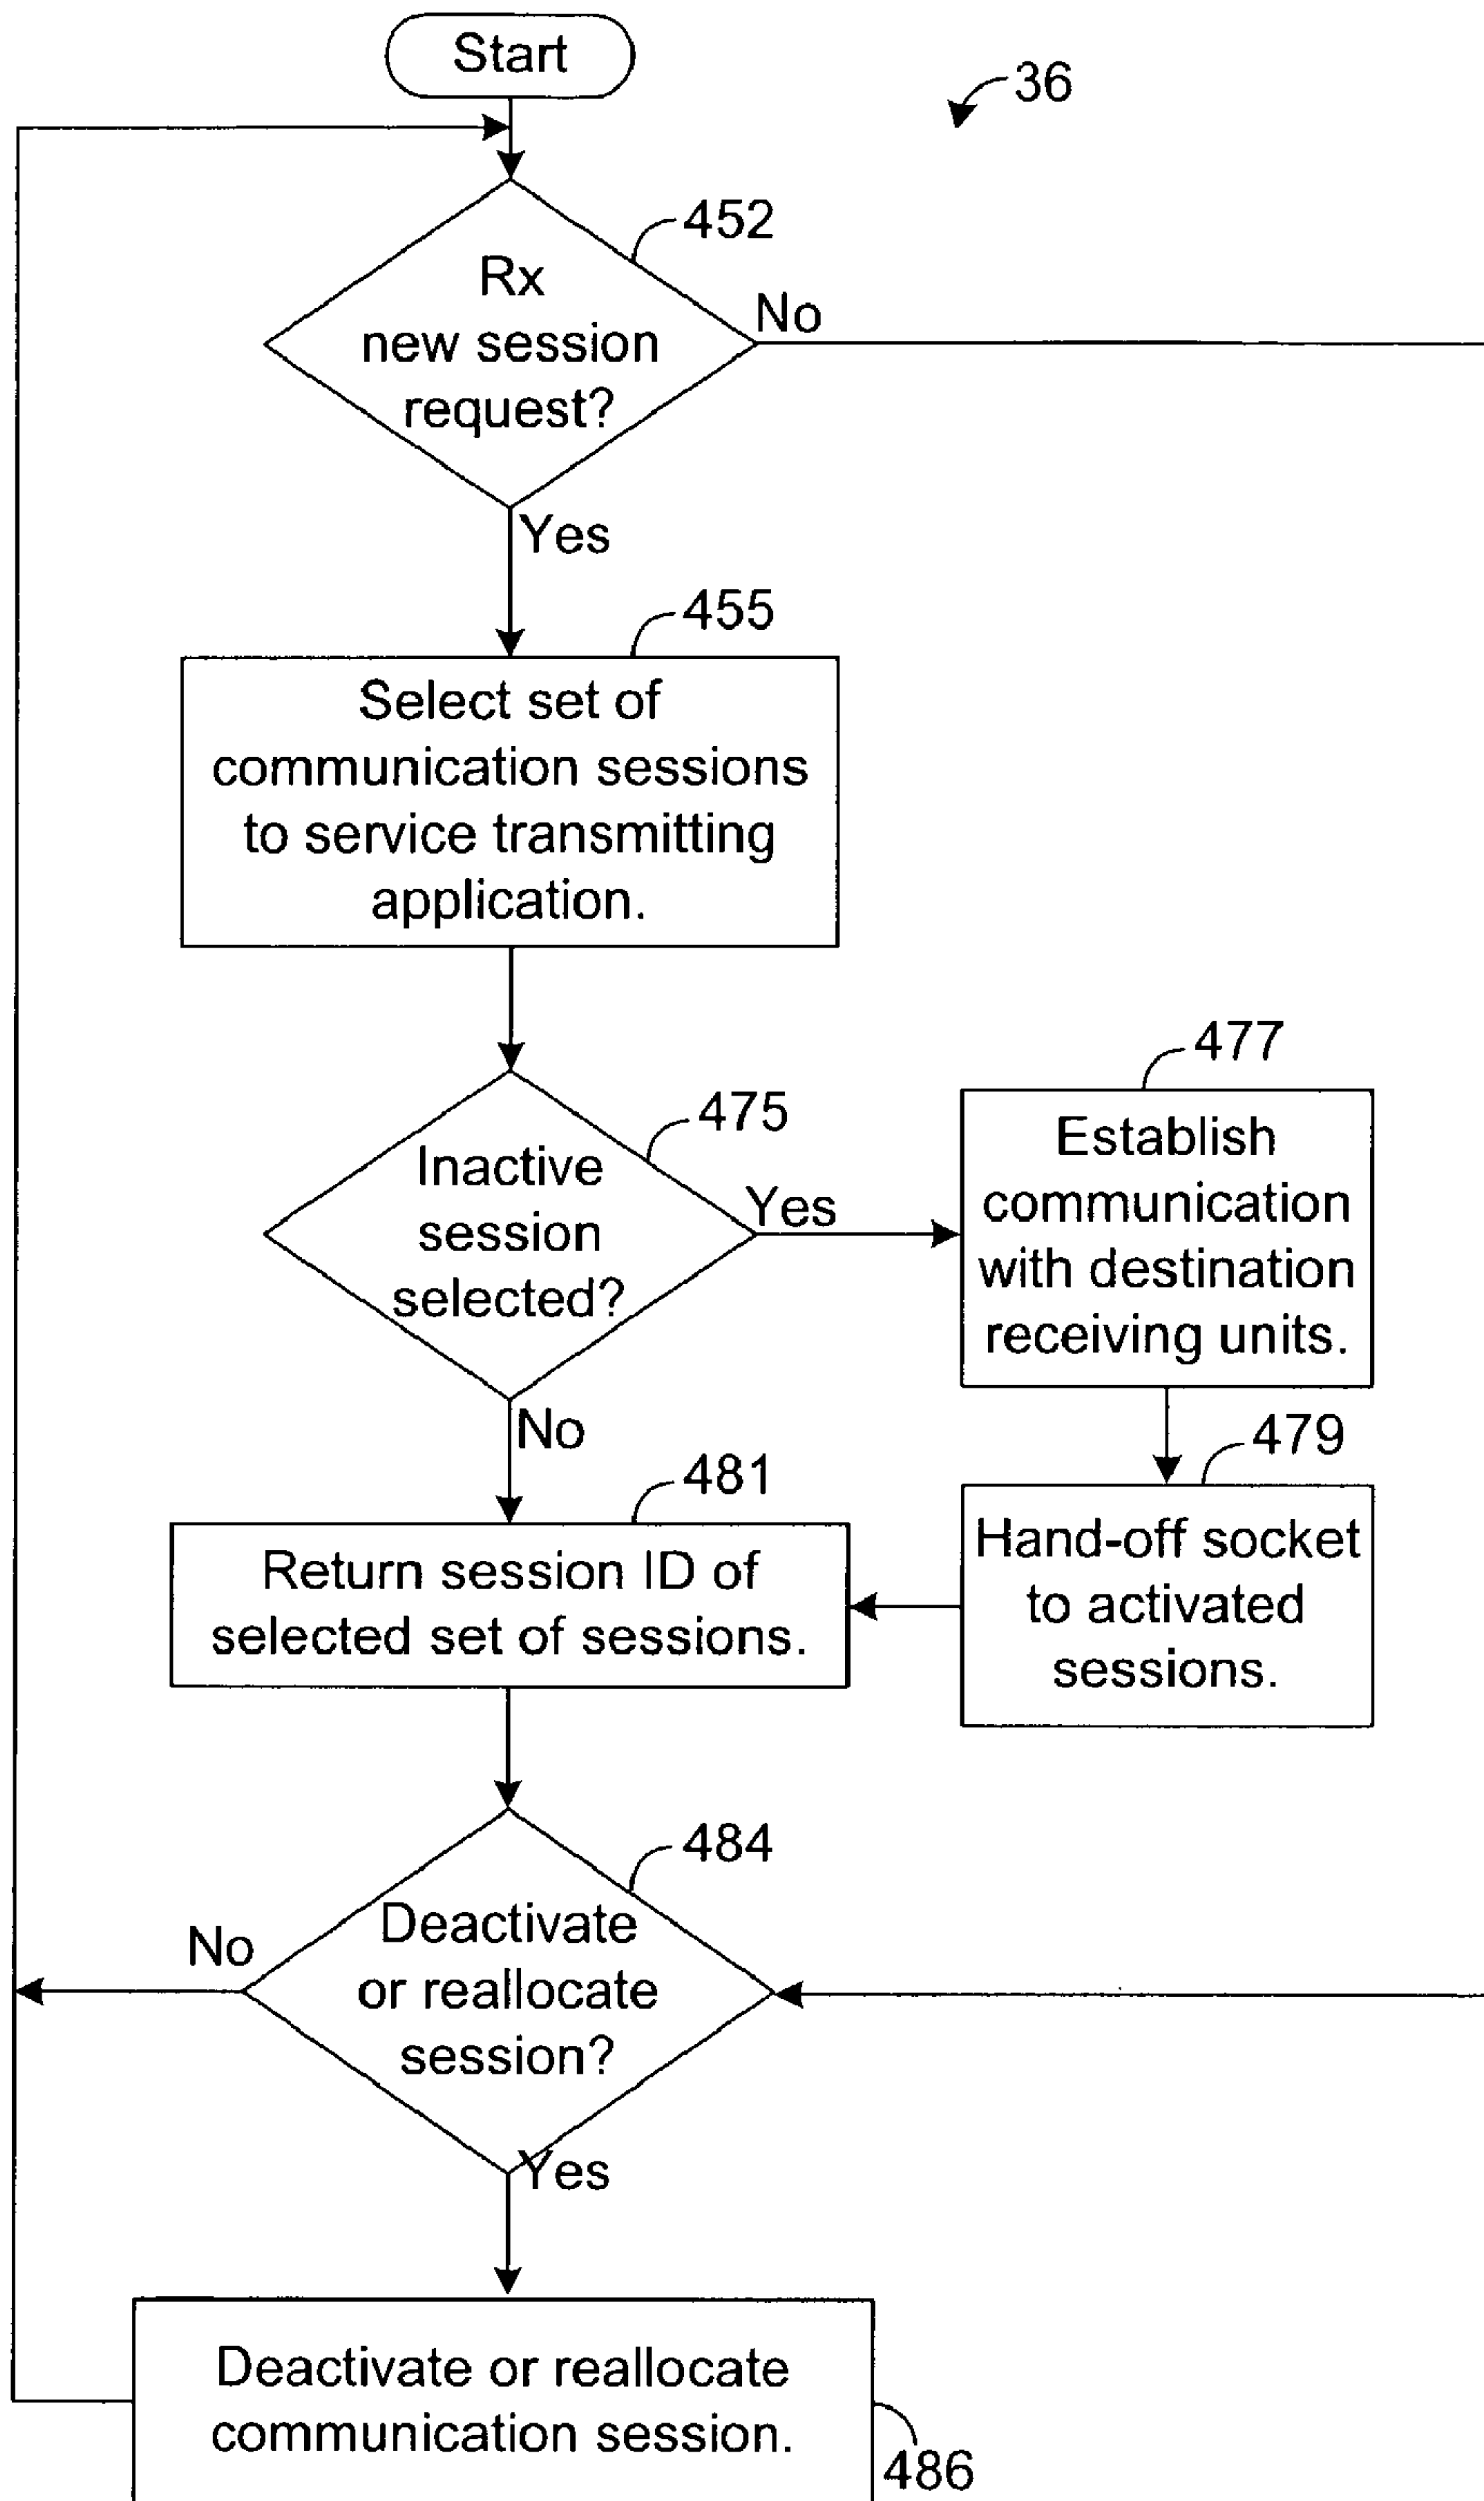 Start
36
452
Rx
new session
request?
No
Yes
455
Select set of
communication sessions
to service transmitting
application.
475
Inactive
session
selected?
Yes
No
477
Establish
communication
with destination
receiving units.
479
Hand-off socket
to activated
sessions.
481
Return session ID of
selected set of sessions.
484
Deactivate
or reallocate
session?
No
Yes
Deactivate or reallocate
communication session.
486